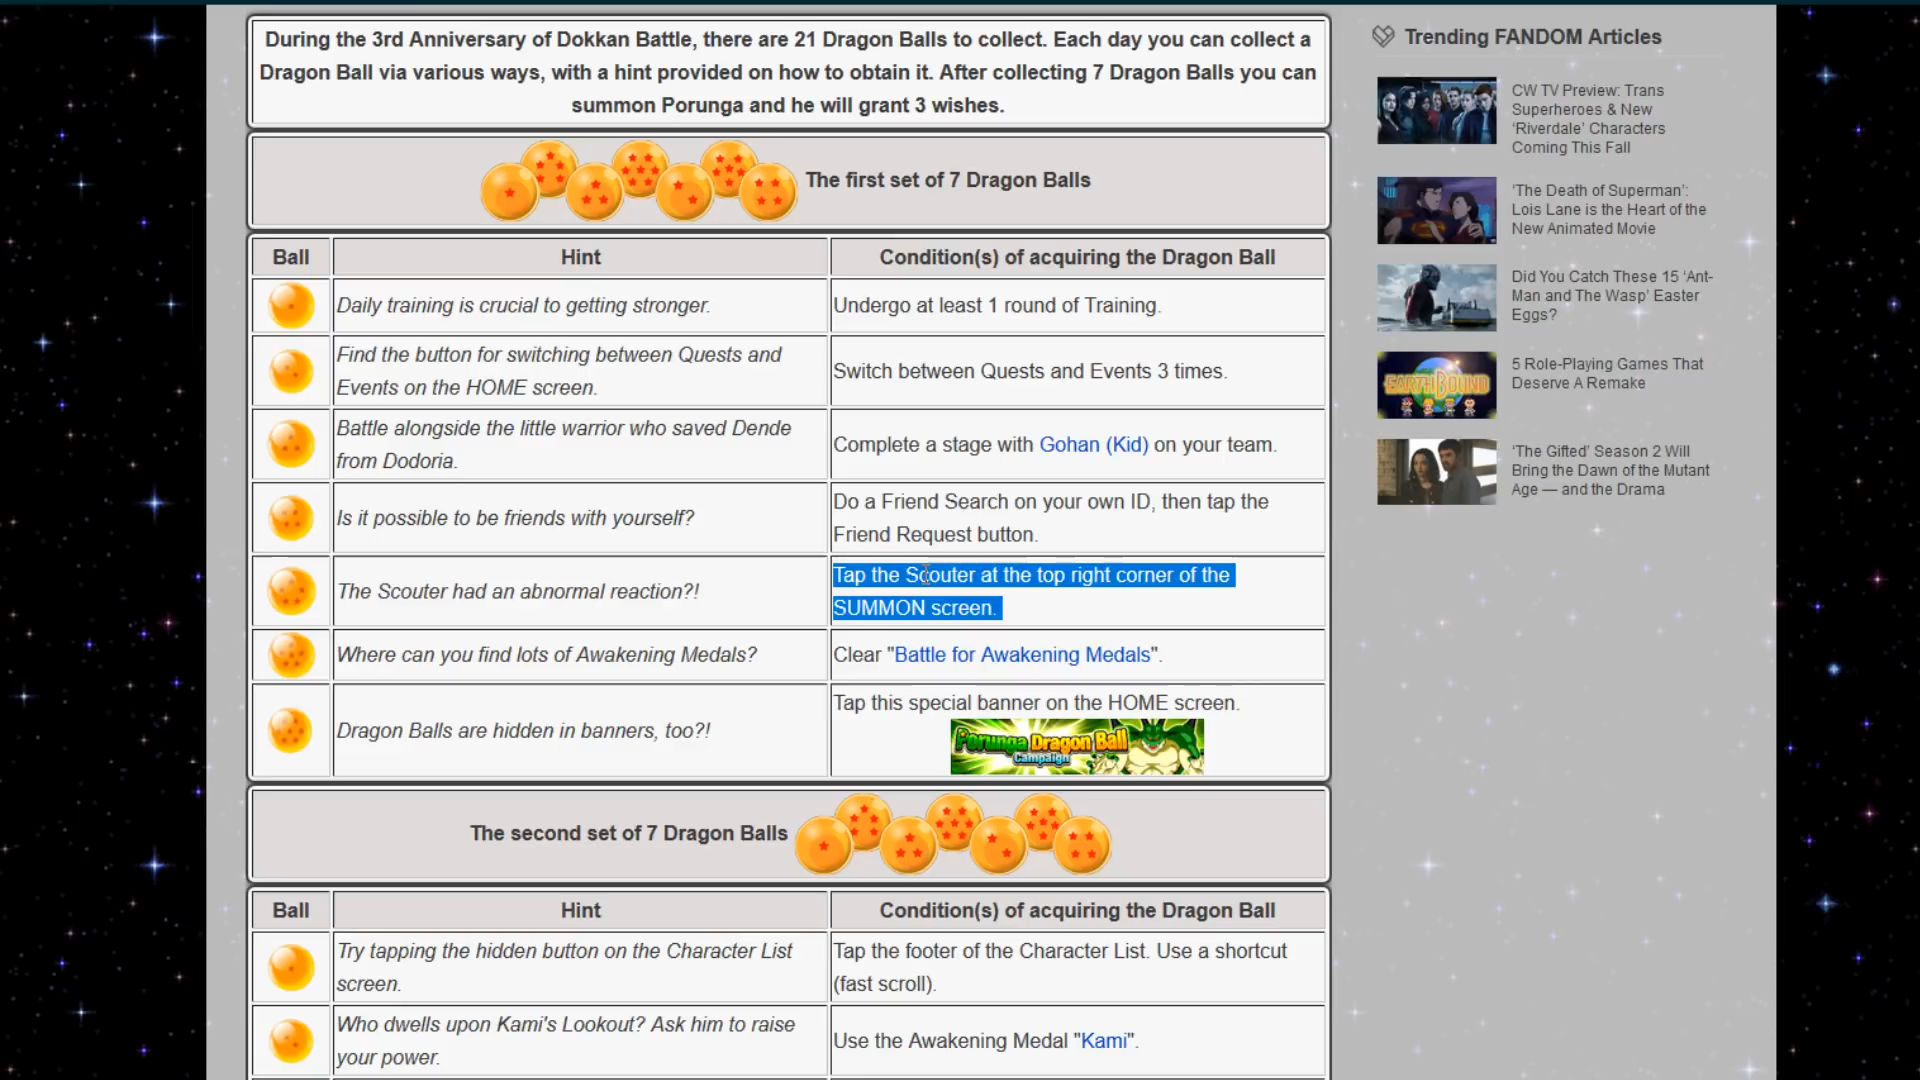 During the 3rd Anniversary of Dokkan Battle, there are 21 Dragon Balls to collect. Each day you can collect a
Dragon Ball via various ways, with a hint provided on how to obtain it. After collecting 7 Dragon Balls you can
summon Porunga and he will grant 3 wishes.
The first set of 7 Dragon Balls
Ball Hint Condition(s) of acquiring the Dragon Ball
Daily training is crucial to getting stronger. Undergo at least 1 round of Training.
Find the button for switching between Quests and
Events on the HOME screen.
Switch between Quests and Events 3 times.
Battle alongside the little warrior who saved Dende
from Dodoria.
Complete a stage with Gohan (Kid) on your team.
Is it possible to be friends with yourself?
Do a Friend Search on your own ID, then tap the
Friend Request button.
The Scouter had an abnormal reaction?!
Tap the Scouter at the top right corner of the
SUMMON screen.
Where can you find lots of Awakening Medals? Clear "Battle for Awakening Medals".
Dragon Balls are hidden in banners, too?!
Tap this special banner on the HOME screen.
Porunga Dragon Ball
Campaign
The second set of 7 Dragon Balls
Ball Hint Condition(s) of acquiring the Dragon Ball
Try tapping the hidden button on the Character List
screen.
Tap the footer of the Character List. Use a shortcut
(fast scroll).
Who dwells upon Kami's Lookout? Ask him to raise
your power.
Use the Awakening Medal "Kami".
Trending FANDOM Articles
CW TV Preview: Trans
Superheroes & New
‘Riverdale’ Characters
Coming This Fall
‘The Death of Superman’:
Lois Lane is the Heart of the
New Animated Movie
Did You Catch These 15 ‘Ant-
Man and The Wasp’ Easter
Eggs?
EARTHBOUND
5 Role-Playing Games That
Deserve A Remake
‘The Gifted’ Season 2 Will
Bring the Dawn of the Mutant
Age — and the Drama